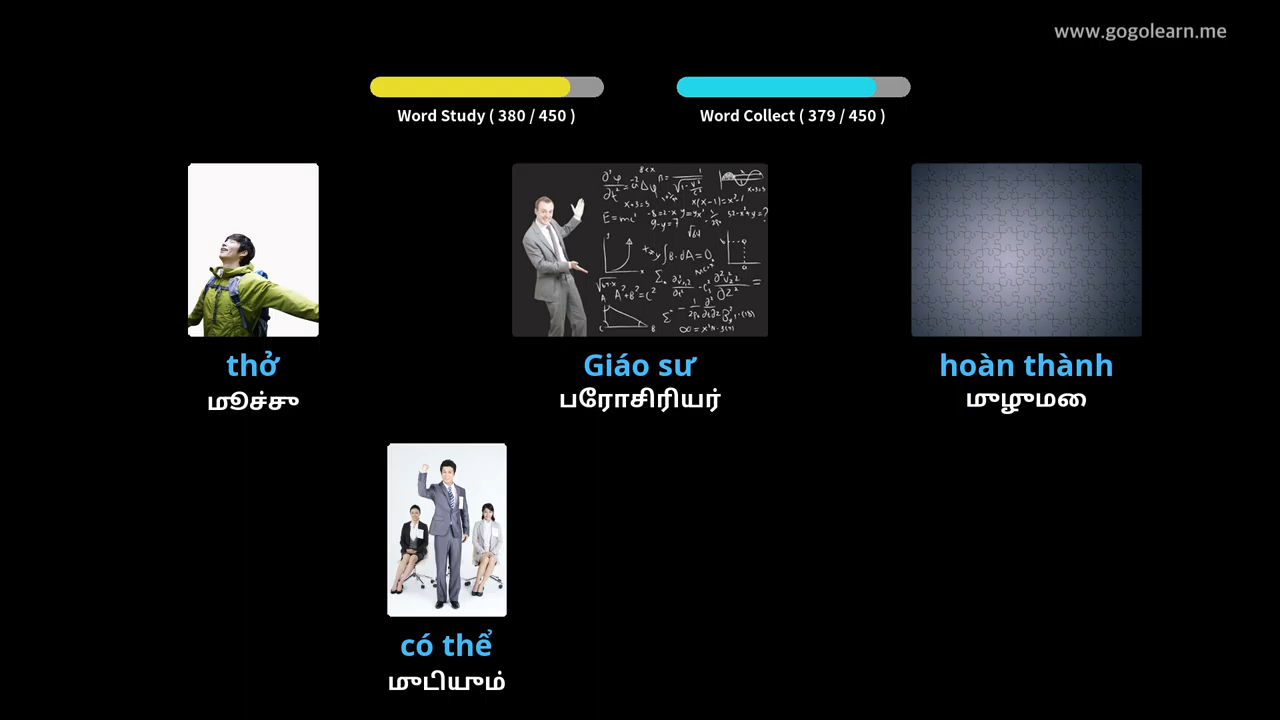 www.gogolearn.me
Word Study ( 380 / 450 )
Word Collect ( 379 / 450 )
thở
மூச்சு
Giáo sư
பரோசிரியர்
hoàn thành
முழுமை
có thể
முடியும்